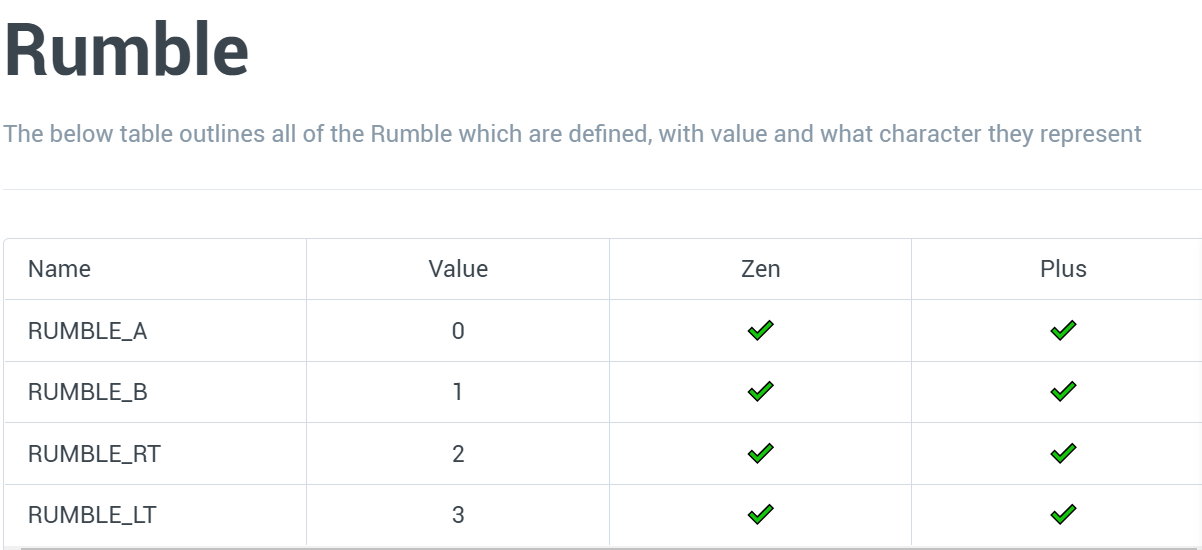 Rumble
The below table outlines all of the Rumble which are defined, with value and what character they represent
Name Value Zen Plus
RUMBLE_A 0 ✔ ✔
RUMBLE_B 1 ✔ ✔
RUMBLE_RT 2 ✔ ✔
RUMBLE_LT 3 ✔ ✔